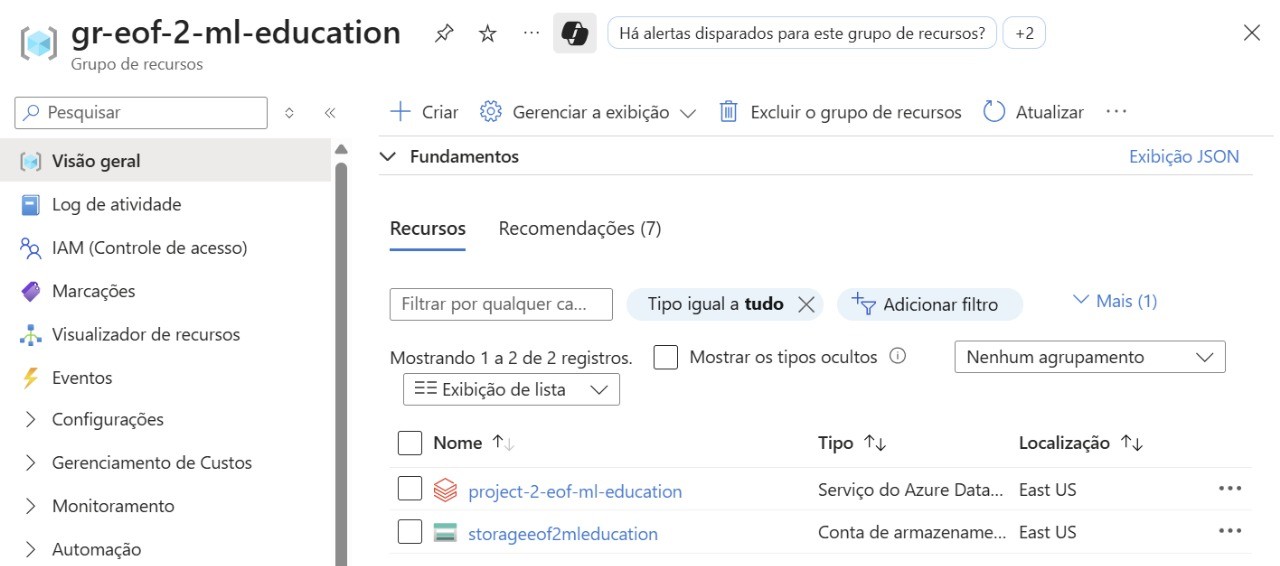 gr-eof-2-ml-education
... Há alertas disparados para este grupo de recursos? +2
Grupo de recursos
Pesquisar
Criar Gerenciar a exibição Excluir o grupo de recursos Atualizar ...
Visão geral
Fundamentos Exibição JSON
Log de atividade
IAM (Controle de acesso)
Marcações
Visualizador de recursos
Eventos
Configurações
Gerenciamento de Custos
Monitoramento
Automação
Recursos Recomendações (7)
Filtrar por qualquer ca... Tipo igual a tudo Adicionar filtro Mais (1)
Mostrando 1 a 2 de 2 registros. Mostrar os tipos ocultos Nenhum agrupamento
Exibição de lista
Nome Tipo Localização
project-2-eof-ml-education Serviço do Azure Data... East US ...
storageeof2mleducation Conta de armazename... East US ...